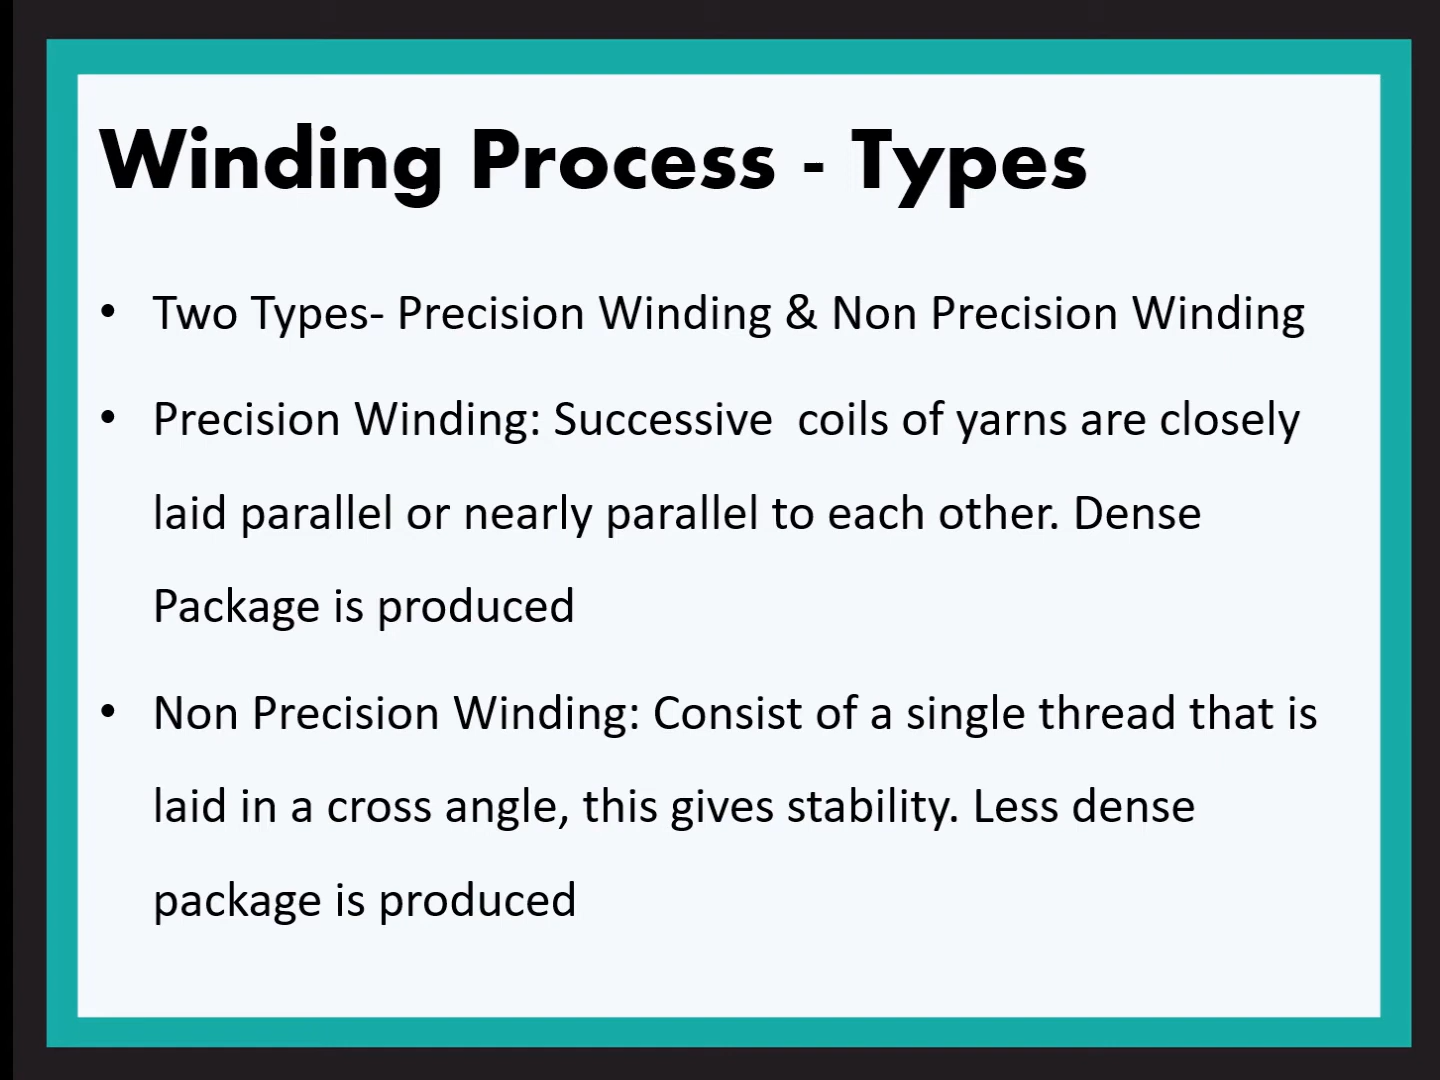 Winding Process - Types
• Two Types- Precision Winding & Non Precision Winding
• Precision Winding: Successive  coils of yarns are closely
laid parallel or nearly parallel to each other. Dense
Package is produced
• Non Precision Winding: Consist of a single thread that is
laid in a cross angle, this gives stability. Less dense
package is produced